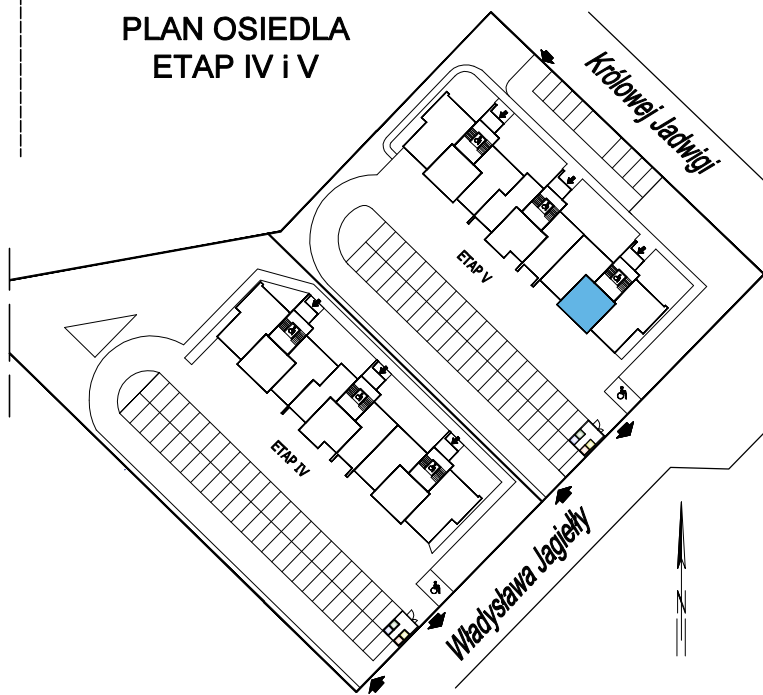 PLAN OSIEDLA
ETAP IV i V
Królowej Jadwigi
ETAP V
ETAP IV
Władysława Jagiełły
N